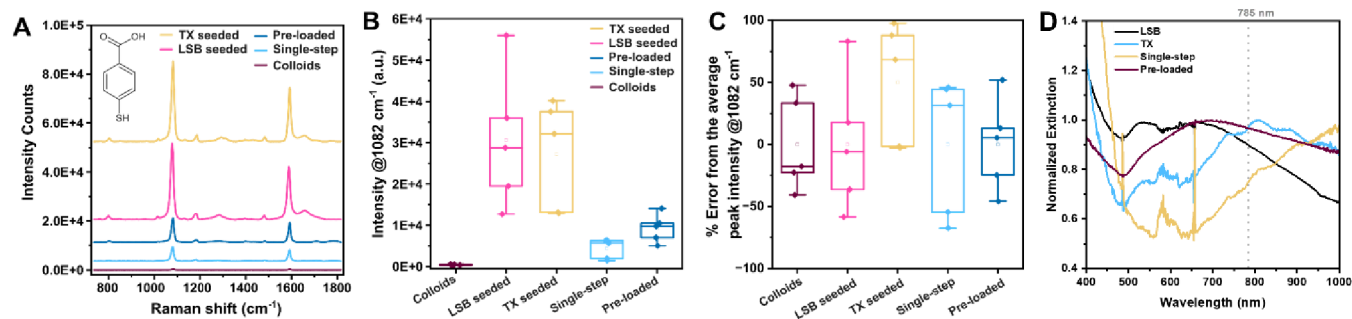 A
1.0E+5
8.0E+4
6.0E+4
4.0E+4
2.0E+4
0.0E+0
Intensity Counts
O
OH
SH
TX seeded
LSB seeded
Pre-loaded
Single-step
Colloids
800
1000
1200
1400
1600
1800
Raman shift (cm-1)
B
6E+4
5E+4
4E+4
3E+4
2E+4
1E+4
0E+0
Intensity @1082 cm-1 (a.u.)
TX seeded
LSB seeded
Pre-loaded
Single-step
Colloids
Colloids
LSB seeded
TX seeded
Single-step
Pre-loaded
C
100
50
0
−50
−100
% Error from the average
peak intensity @1082 cm-1
Colloids
LSB seeded
TX seeded
Single-step
Pre-loaded
D
785 nm
1.4
1.2
1.0
0.8
0.6
0.4
Normalized Extinction
LSB
TX
Single-step
Pre-loaded
400
500
600
700
800
900
1000
Wavelength (nm)